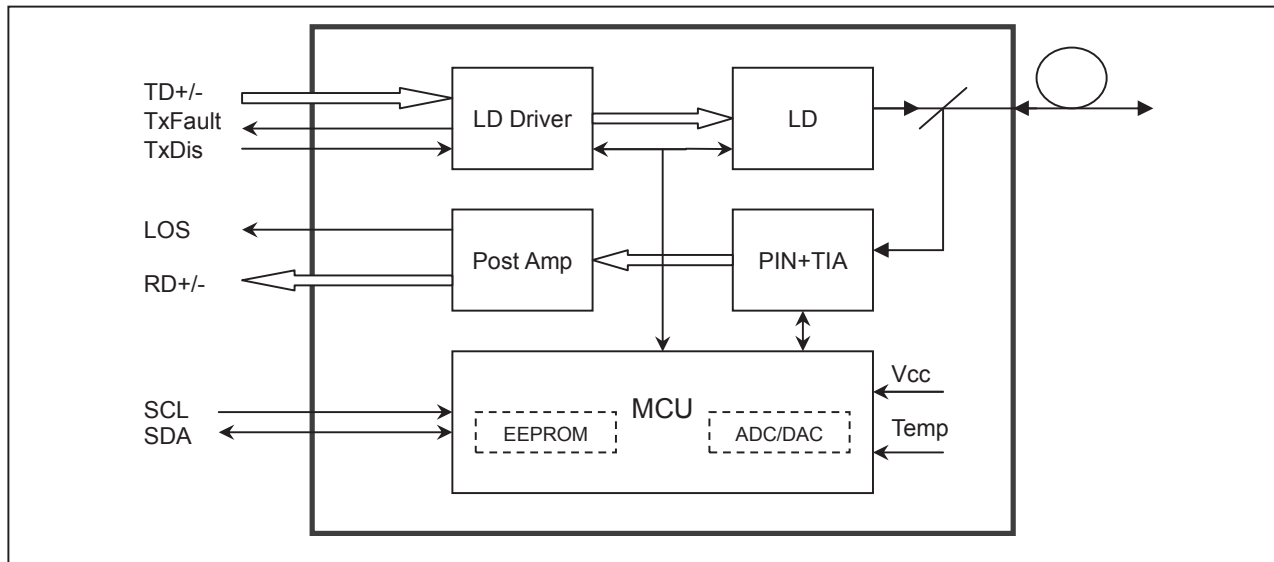 TD+/-
TxFault
TxDis
LD Driver
LD
LOS
RD+/-
Post Amp
PIN+TIA
SCL
SDA
MCU
EEPROM
ADC/DAC
Vcc
Temp